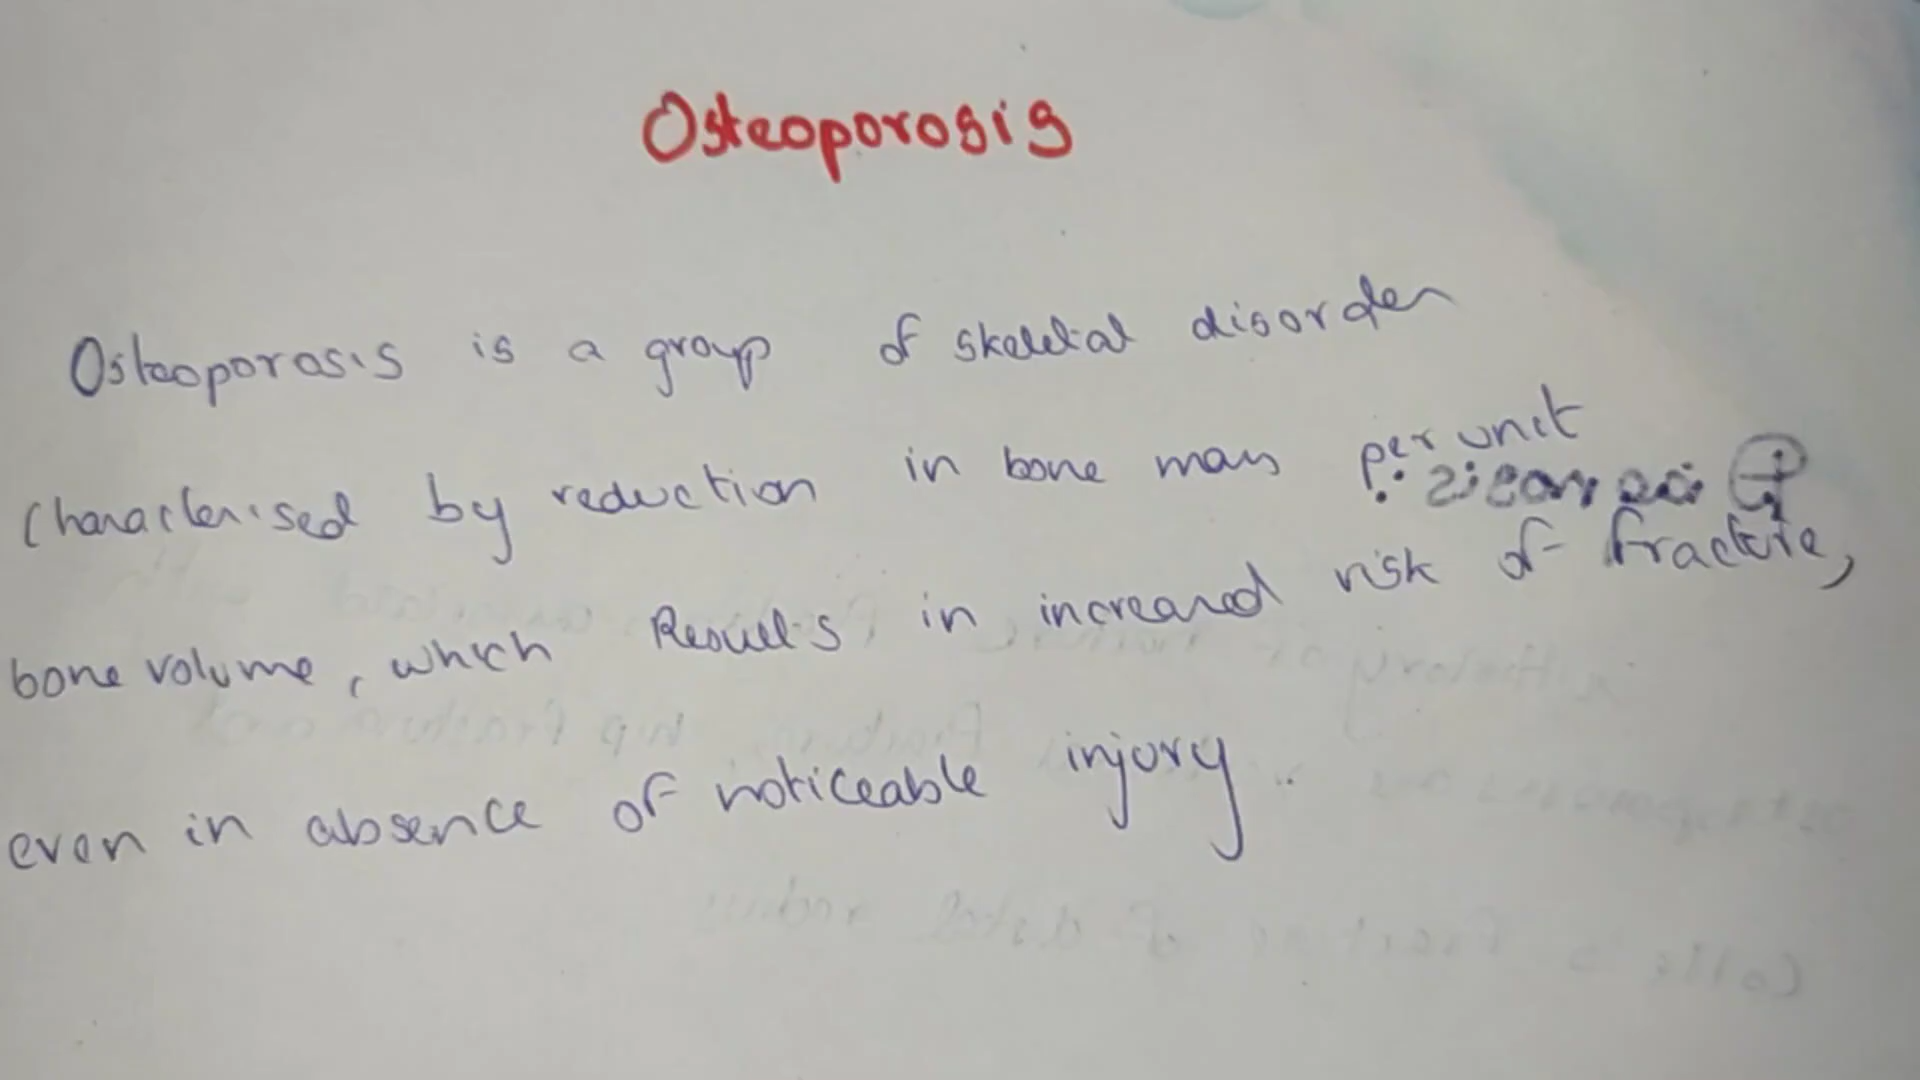 Osteoporosis
Osteoporosis is a group of skeletal disorder
Characterised by reduction in bone mass per unit
bone volume, which Results in increased risk of fracture,
even in absence of noticeable injury.